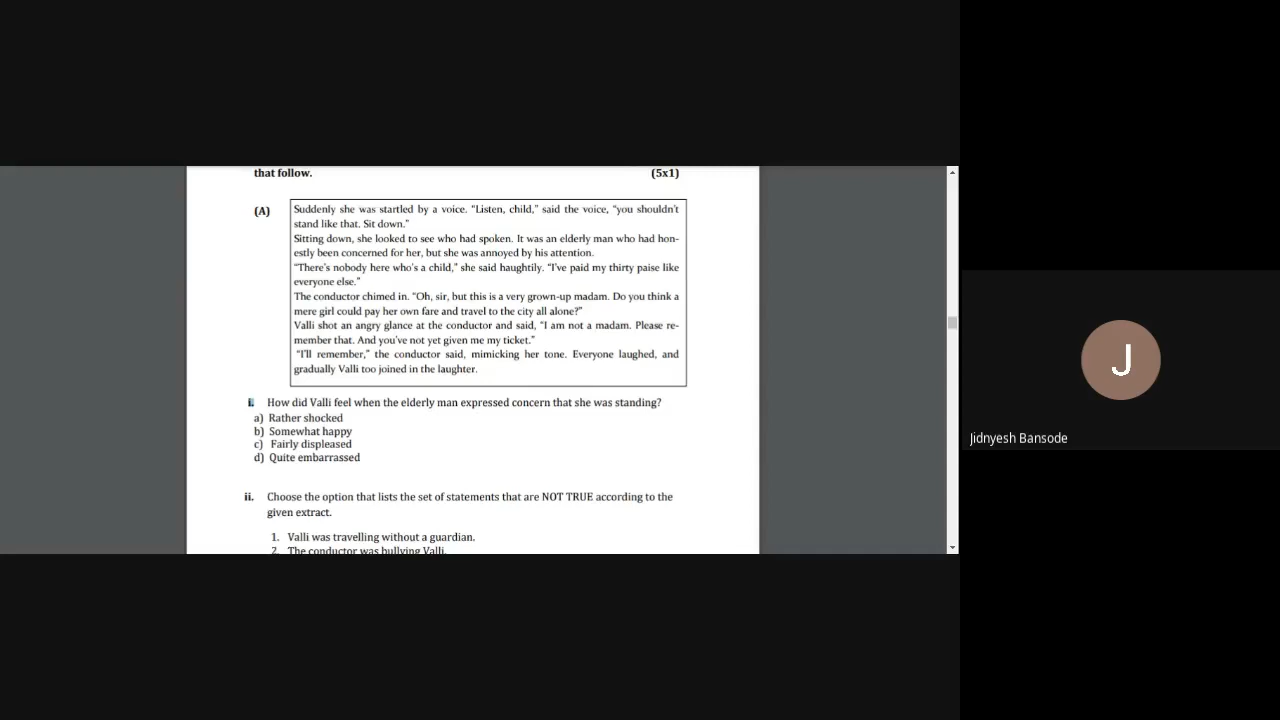 that follow. (5x1)
(A) Suddenly she was startled by a voice. “Listen, child,” said the voice, “you shouldn’t
stand like that. Sit down.”
Sitting down, she looked to see who had spoken. It was an elderly man who had hon-
estly been concerned for her, but she was annoyed by his attention.
“There’s nobody here who’s a child,” she said haughtily. “I’ve paid my thirty paise like
everyone else.”
The conductor chimed in. “Oh, sir, but this is a very grown-up madam. Do you think a
mere girl could pay her own fare and travel to the city all alone?”
Valli shot an angry glance at the conductor and said, “I am not a madam. Please re-
member that. And you’ve not yet given me my ticket.”
“I’ll remember,” the conductor said, mimicking her tone. Everyone laughed, and
gradually Valli too joined in the laughter.
i. How did Valli feel when the elderly man expressed concern that she was standing?
a) Rather shocked
b) Somewhat happy
c) Fairly displeased
d) Quite embarrassed
ii. Choose the option that lists the set of statements that are NOT TRUE according to the
given extract.
1. Valli was travelling without a guardian.
2. The conductor was bullying Valli.
J
Jidnyesh Bansode